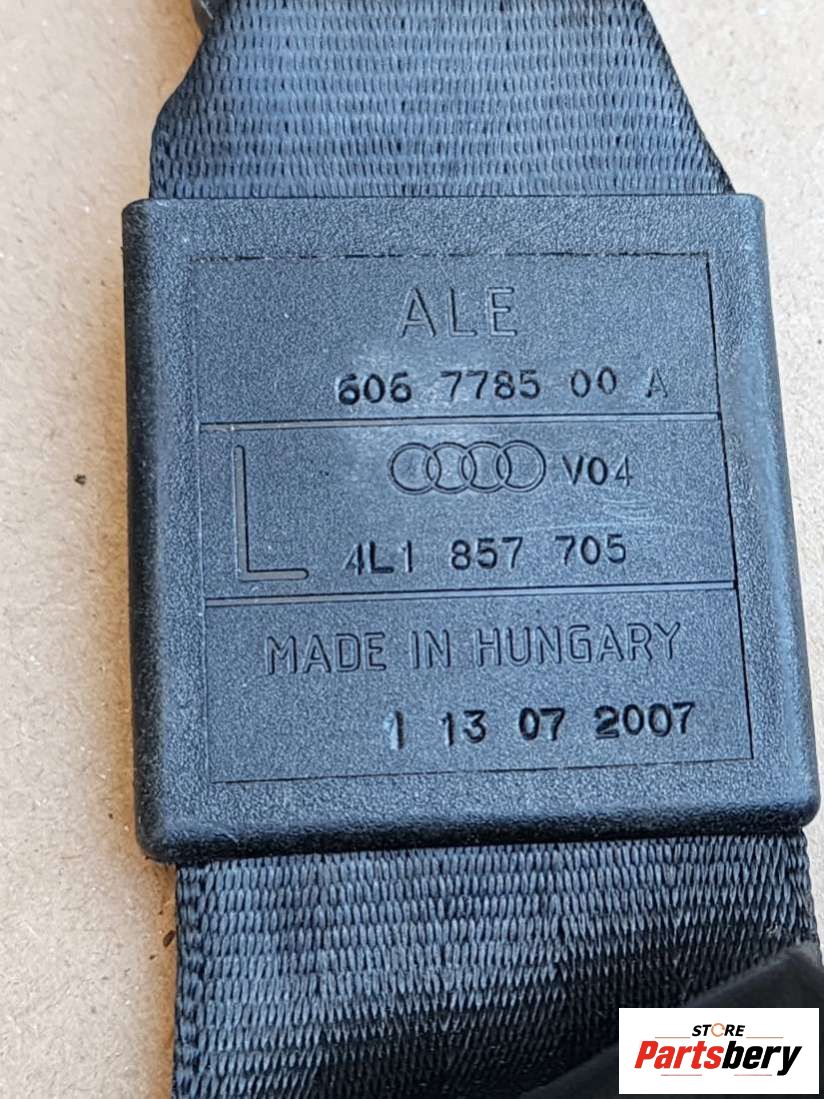 ALE
606 7785 00 A
L
V04
4L1 857 705
MADE IN HUNGARY
1 13 07 2007
STORE
Partsbery